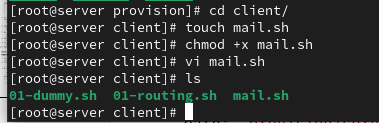 [root@server provision]# cd client/
[root@server client]# touch mail.sh
[root@server client]# chmod +x mail.sh
[root@server client]# vi mail.sh
[root@server client]# ls
01-dummy.sh  01-routing.sh  mail.sh
[root@server client]#